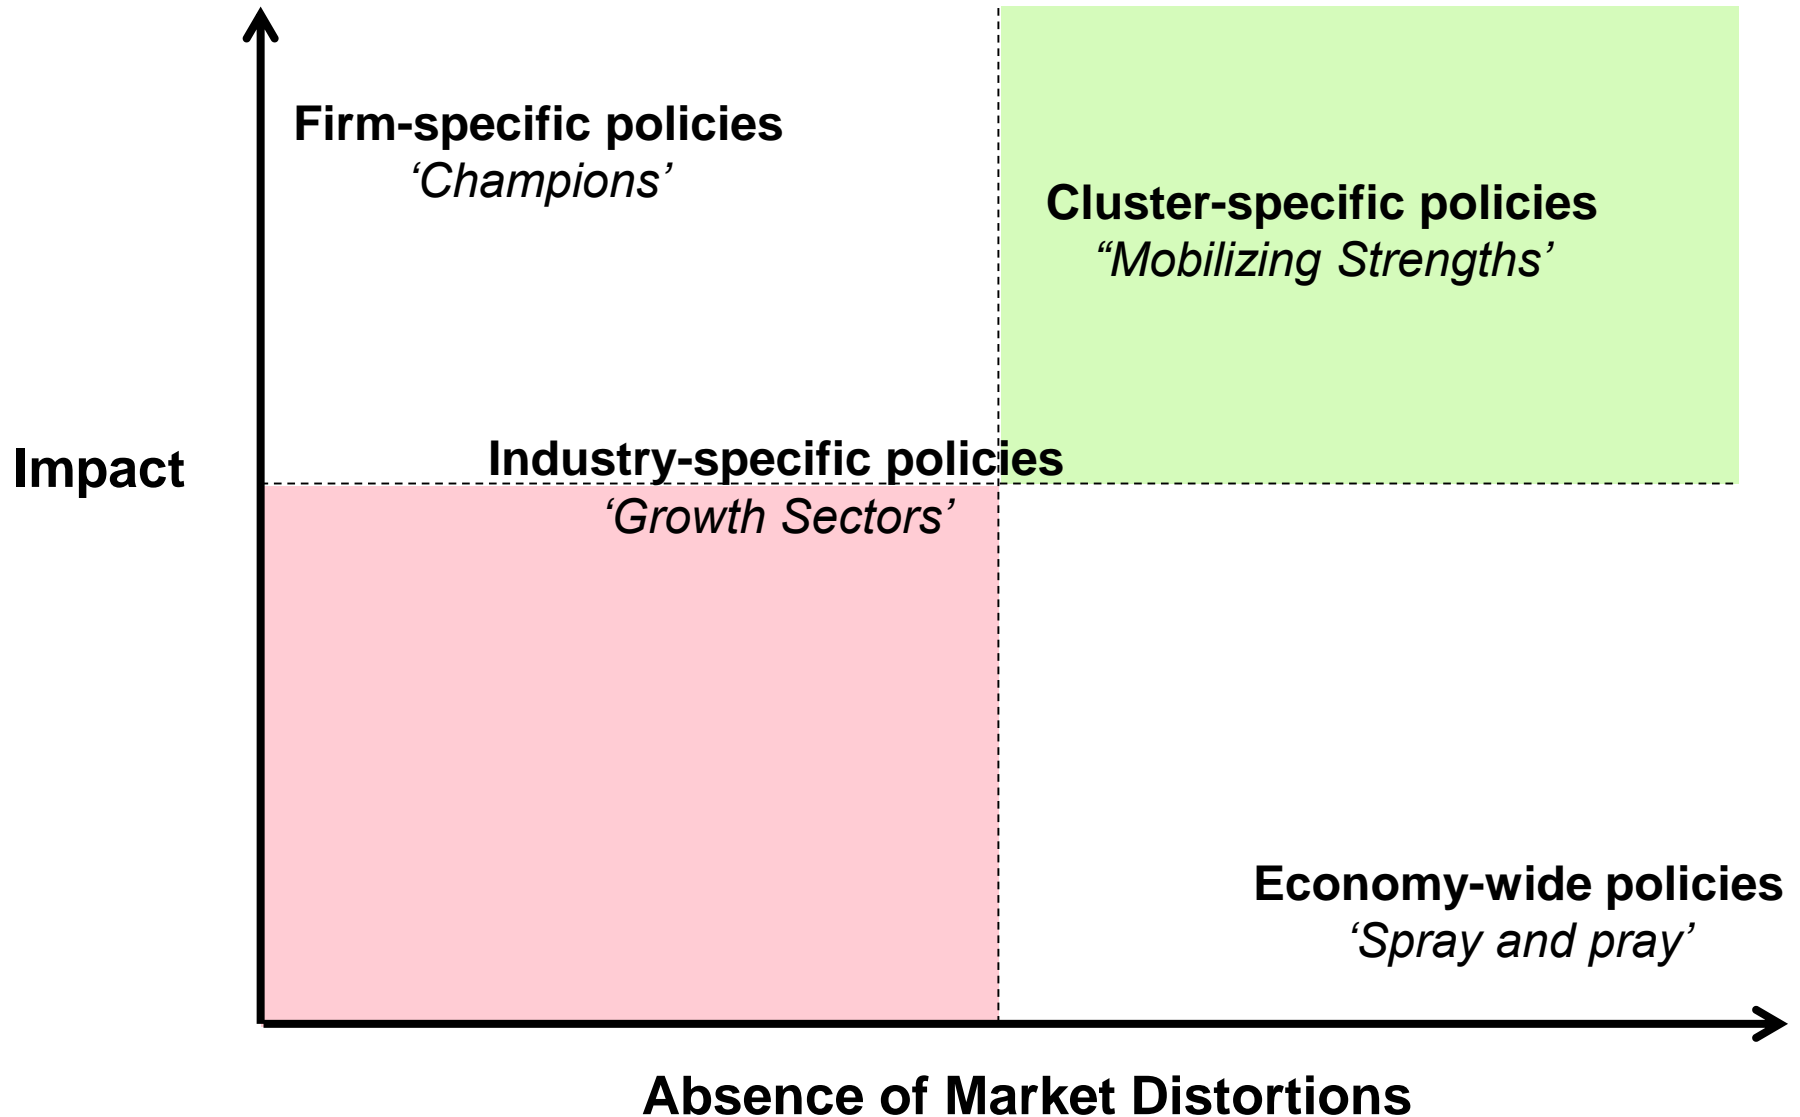 Firm-specific policies
‘Champions’
Cluster-specific policies
“Mobilizing Strengths’
Impact
Industry-specific policies
‘Growth Sectors’
Economy-wide policies
‘Spray and pray’
Absence of Market Distortions